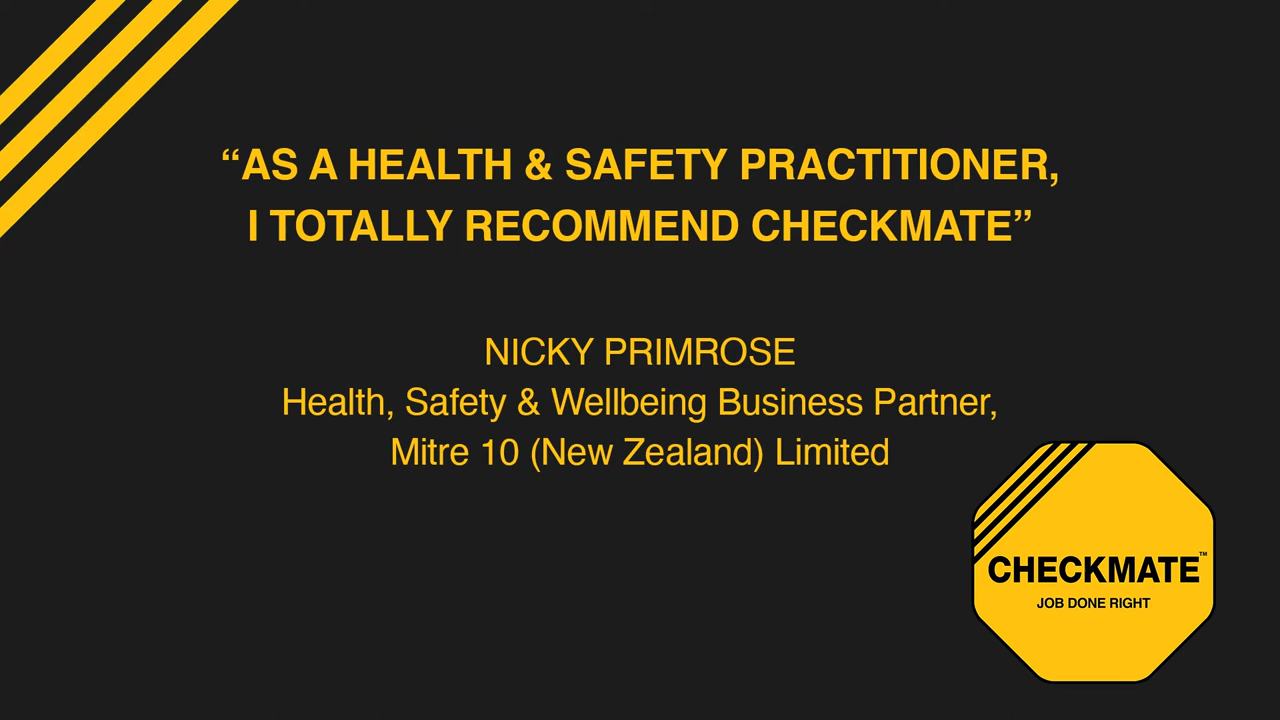 “AS A HEALTH & SAFETY PRACTITIONER,
I TOTALLY RECOMMEND CHECKMATE”
NICKY PRIMROSE
Health, Safety & Wellbeing Business Partner,
Mitre 10 (New Zealand) Limited
CHECKMATE™
JOB DONE RIGHT